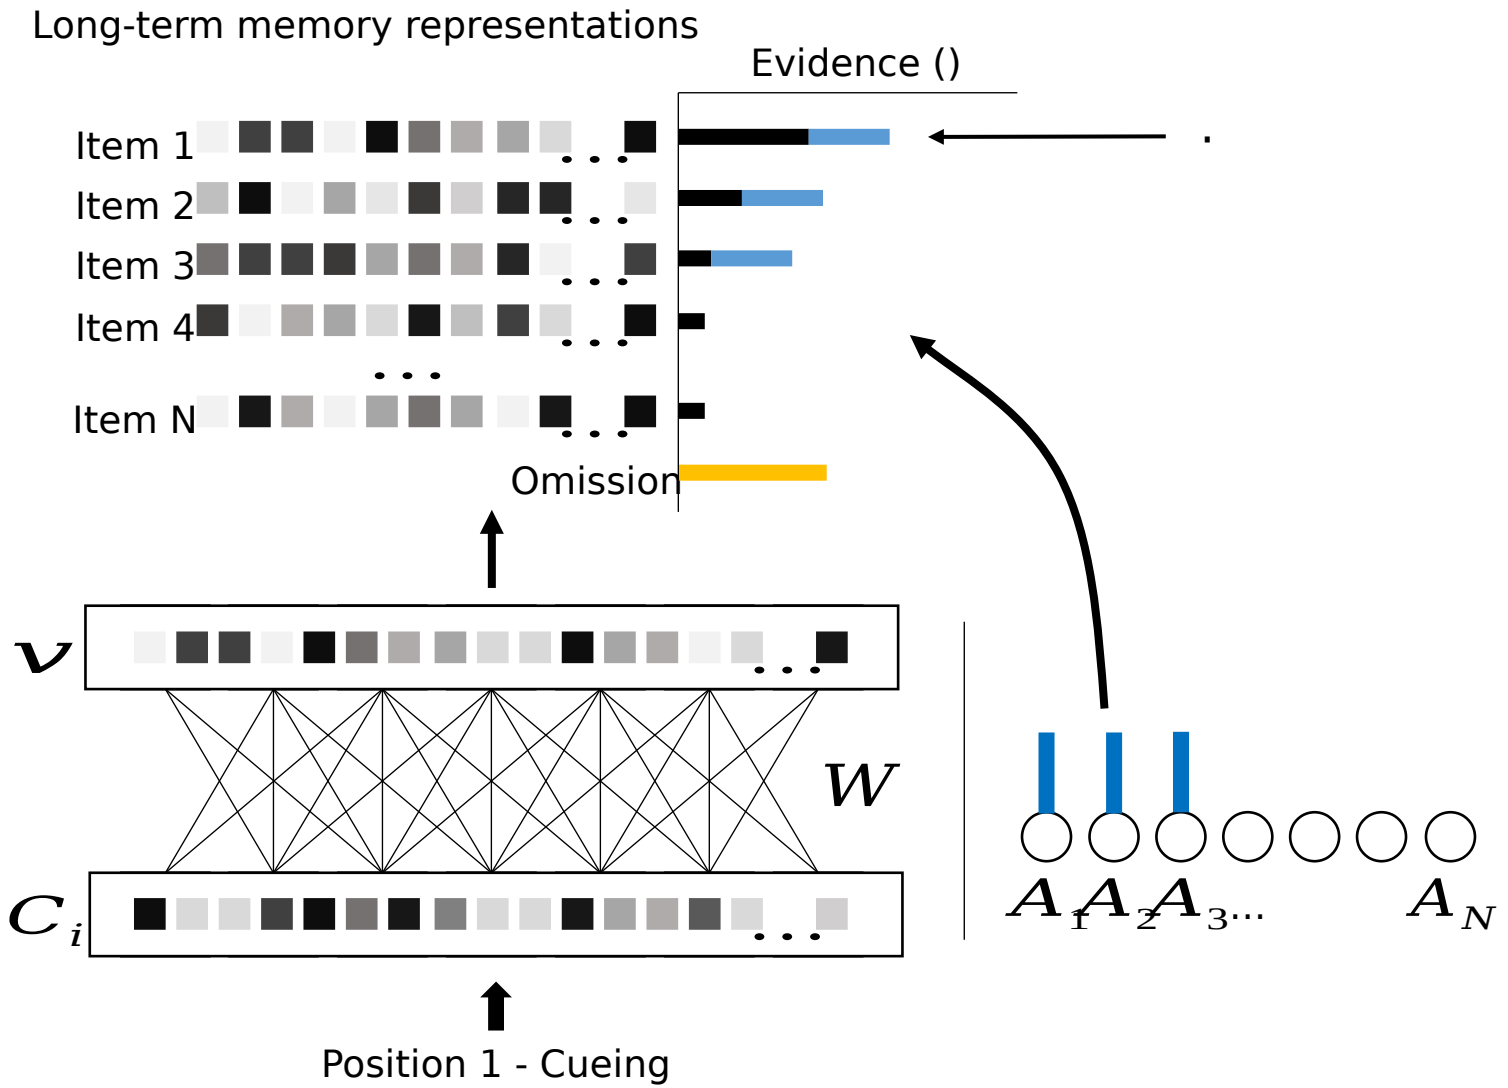 Long-term memory representations
Evidence ()
Item 1
. . .
.
Item 2
. . .
Item 3
. . .
Item 4
. . .
. . .
Item N
. . .
Omission
v
. . .
W
C i
. . .
A 1 A 2 A 3 ... A N
Position 1 - Cueing